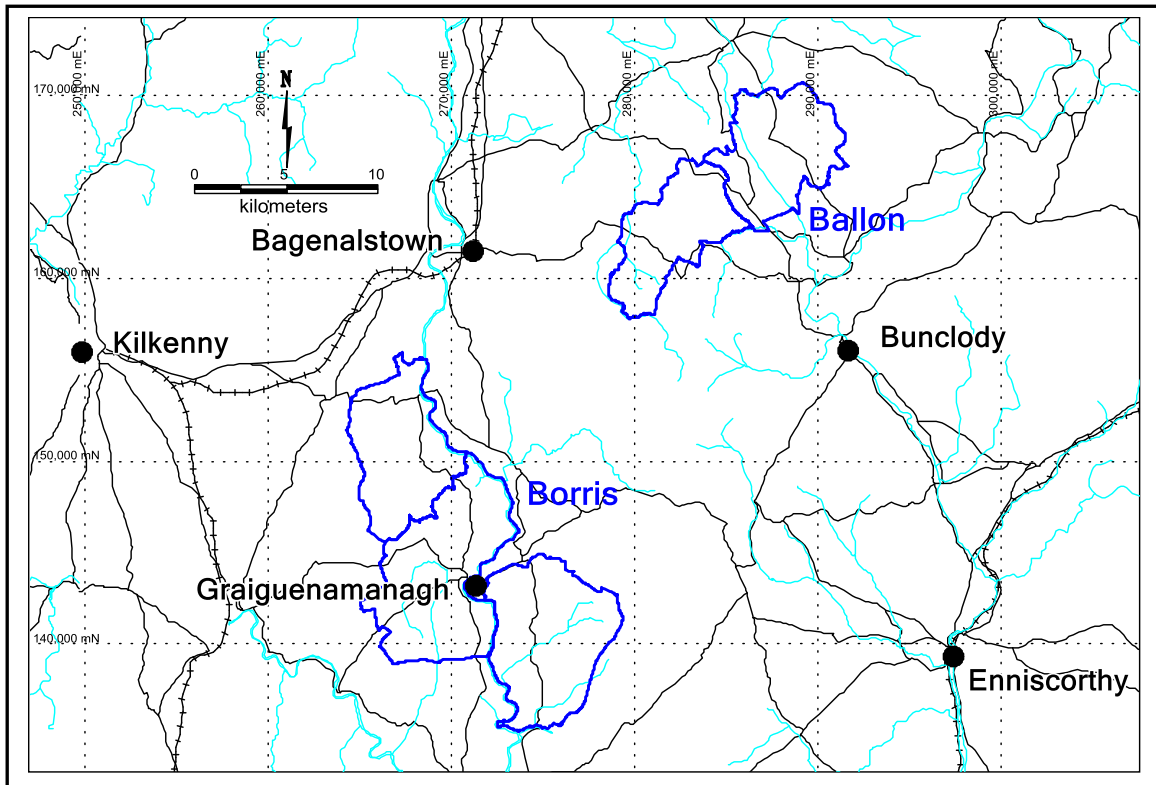 250,000 mE
260,000 mE
270,000 mE
280,000 mE
290,000 mE
300,000 mE
170,000 mN
N
0 5 10
kilometers
Ballon
Bagenalstown
160,000 mN
Kilkenny
Bunclody
150,000 mN
Borris
Graiguenamanagh
140,000 mN
Enniscorthy